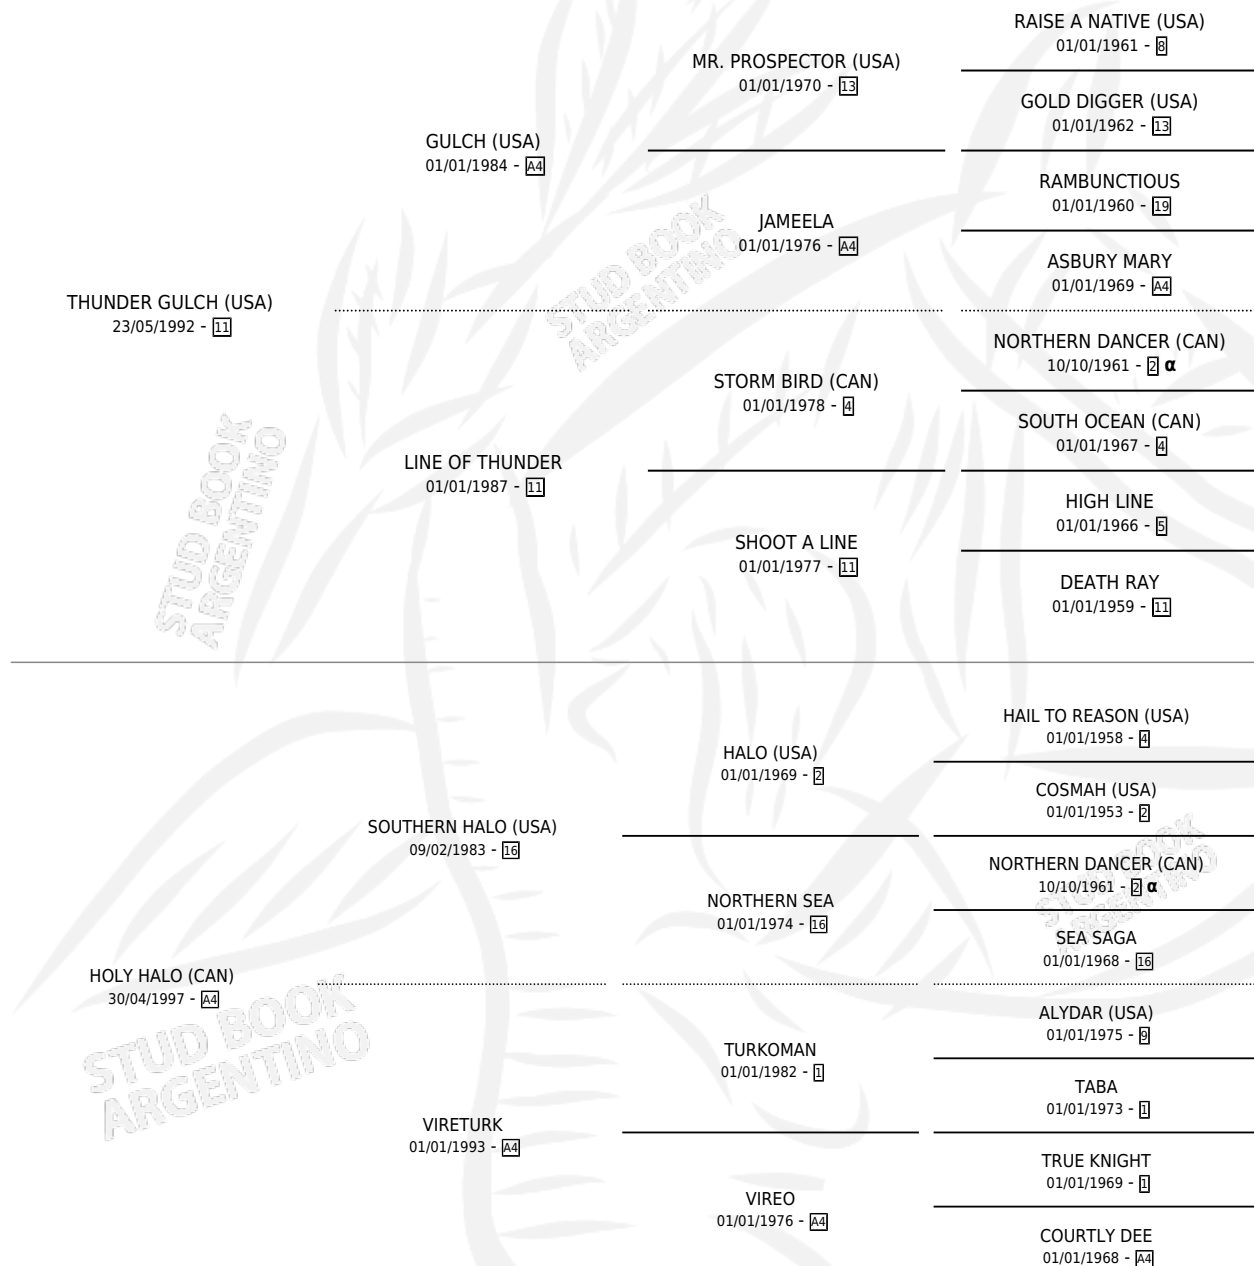 RAISE A NATIVE (USA)
01/01/1961 - 8
MR. PROSPECTOR (USA)
01/01/1970 - 13
GOLD DIGGER (USA)
01/01/1962 - 13
GULCH (USA)
01/01/1984 - A4
RAMBUNCTIOUS
01/01/1960 - 19
JAMEELA
01/01/1976 - A4
ASBURY MARY
01/01/1969 - A4
THUNDER GULCH (USA)
23/05/1992 - 11
NORTHERN DANCER (CAN)
10/10/1961 - 2 α
STORM BIRD (CAN)
01/01/1978 - 4
SOUTH OCEAN (CAN)
01/01/1967 - 4
LINE OF THUNDER
01/01/1987 - 11
HIGH LINE
01/01/1966 - 5
SHOOT A LINE
01/01/1977 - 11
DEATH RAY
01/01/1959 - 11
HAIL TO REASON (USA)
01/01/1958 - 4
HALO (USA)
01/01/1969 - 2
COSMAH (USA)
01/01/1953 - 2
SOUTHERN HALO (USA)
09/02/1983 - 16
NORTHERN DANCER (CAN)
10/10/1961 - 2 α
NORTHERN SEA
01/01/1974 - 16
SEA SAGA
01/01/1968 - 16
HOLY HALO (CAN)
30/04/1997 - A4
ALYDAR (USA)
01/01/1975 - 9
TURKOMAN
01/01/1982 - 1
TABA
01/01/1973 - 1
VIRETURK
01/01/1993 - A4
TRUE KNIGHT
01/01/1969 - 1
VIREO
01/01/1976 - A4
COURTLY DEE
01/01/1968 - A4
STUD BOOK
ARGENTINO
STUD BOOK
ARGENTINO
STUD BOOK
ARGENTINO
STUD BOOK
ARGENTINO